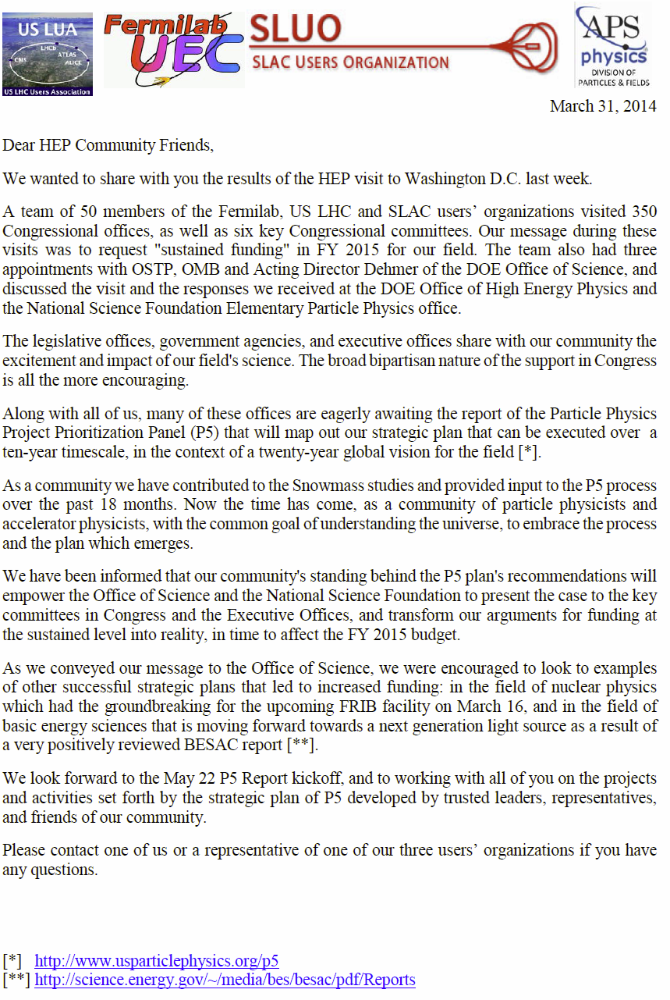 US LUA
LHCb
ATLAS
CMS
ALICE
US LHC Users Association
Fermilab
UEC
SLUO
SLAC USERS ORGANIZATION
APS
physics®
DIVISION OF
PARTICLES & FIELDS
March 31, 2014
Dear HEP Community Friends,
We wanted to share with you the results of the HEP visit to Washington D.C. last week.
A team of 50 members of the Fermilab, US LHC and SLAC users’ organizations visited 350
Congressional offices, as well as six key Congressional committees. Our message during these
visits was to request "sustained funding" in FY 2015 for our field. The team also had three
appointments with OSTP, OMB and Acting Director Dehmer of the DOE Office of Science, and
discussed the visit and the responses we received at the DOE Office of High Energy Physics and
the National Science Foundation Elementary Particle Physics office.
The legislative offices, government agencies, and executive offices share with our community the
excitement and impact of our field's science. The broad bipartisan nature of the support in Congress
is all the more encouraging.
Along with all of us, many of these offices are eagerly awaiting the report of the Particle Physics
Project Prioritization Panel (P5) that will map out our strategic plan that can be executed over a
ten-year timescale, in the context of a twenty-year global vision for the field [*].
As a community we have contributed to the Snowmass studies and provided input to the P5 process
over the past 18 months. Now the time has come, as a community of particle physicists and
accelerator physicists, with the common goal of understanding the universe, to embrace the process
and the plan which emerges.
We have been informed that our community's standing behind the P5 plan's recommendations will
empower the Office of Science and the National Science Foundation to present the case to the key
committees in Congress and the Executive Offices, and transform our arguments for funding at
the sustained level into reality, in time to affect the FY 2015 budget.
As we conveyed our message to the Office of Science, we were encouraged to look to examples
of other successful strategic plans that led to increased funding: in the field of nuclear physics
which had the groundbreaking for the upcoming FRIB facility on March 16, and in the field of
basic energy sciences that is moving forward towards a next generation light source as a result of
a very positively reviewed BESAC report [**].
We look forward to the May 22 P5 Report kickoff, and to working with all of you on the projects
and activities set forth by the strategic plan of P5 developed by trusted leaders, representatives,
and friends of our community.
Please contact one of us or a representative of one of our three users’ organizations if you have
any questions.
[*] http://www.usparticlephysics.org/p5
[**] http://science.energy.gov/~/media/bes/besac/pdf/Reports